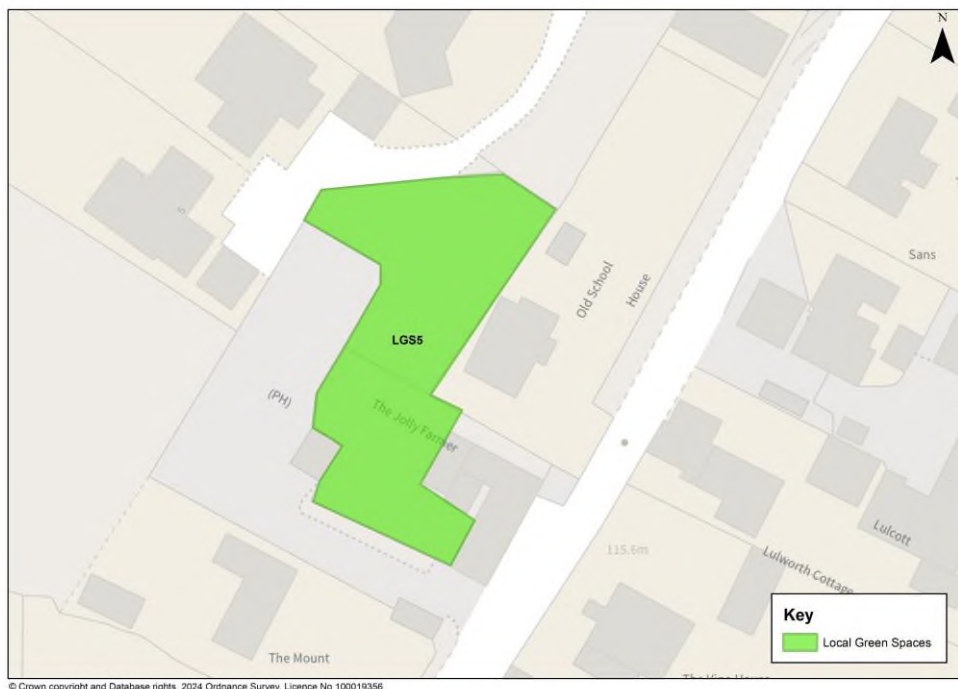 N
5
Old School
House
Sans
LGS5
(PH)
The Jolly Farmer
115.6m
Lulcott
Lulworth Cottage
The Mount
Key
Local Green Spaces
© Crown copyright and Database rights, 2024 Ordnance Survey, Licence No 100019356